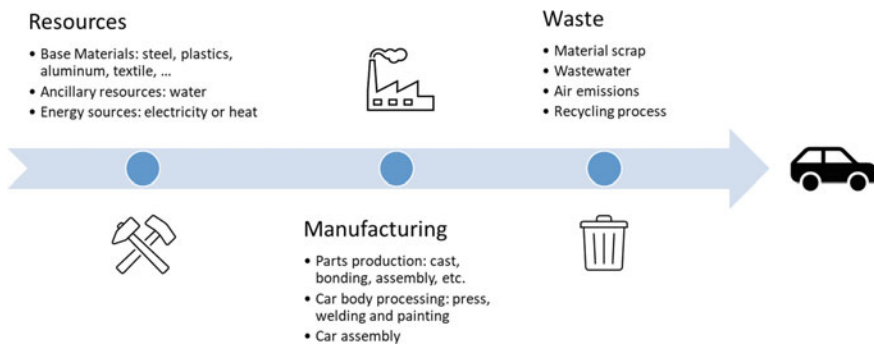 Resources
• Base Materials: steel, plastics,
aluminum, textile, ...
• Ancillary resources: water
• Energy sources: electricity or heat
Waste
• Material scrap
• Wastewater
• Air emissions
• Recycling process
Manufacturing
• Parts production: cast,
bonding, assembly, etc.
• Car body processing: press,
welding and painting
• Car assembly